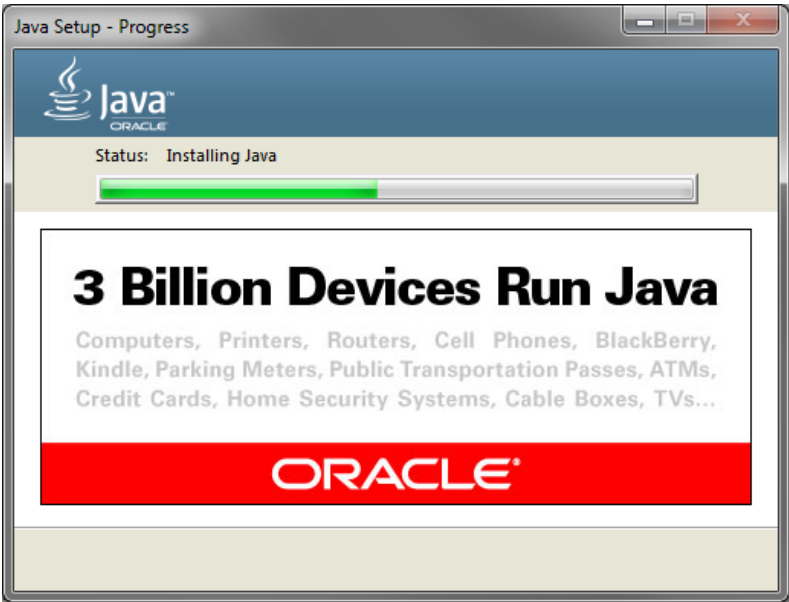 Java Setup - Progress
Java™
ORACLE
Status: Installing Java
3 Billion Devices Run Java
Computers, Printers, Routers, Cell Phones, BlackBerry,
Kindle, Parking Meters, Public Transportation Passes, ATMs,
Credit Cards, Home Security Systems, Cable Boxes, TVs...
ORACLE®